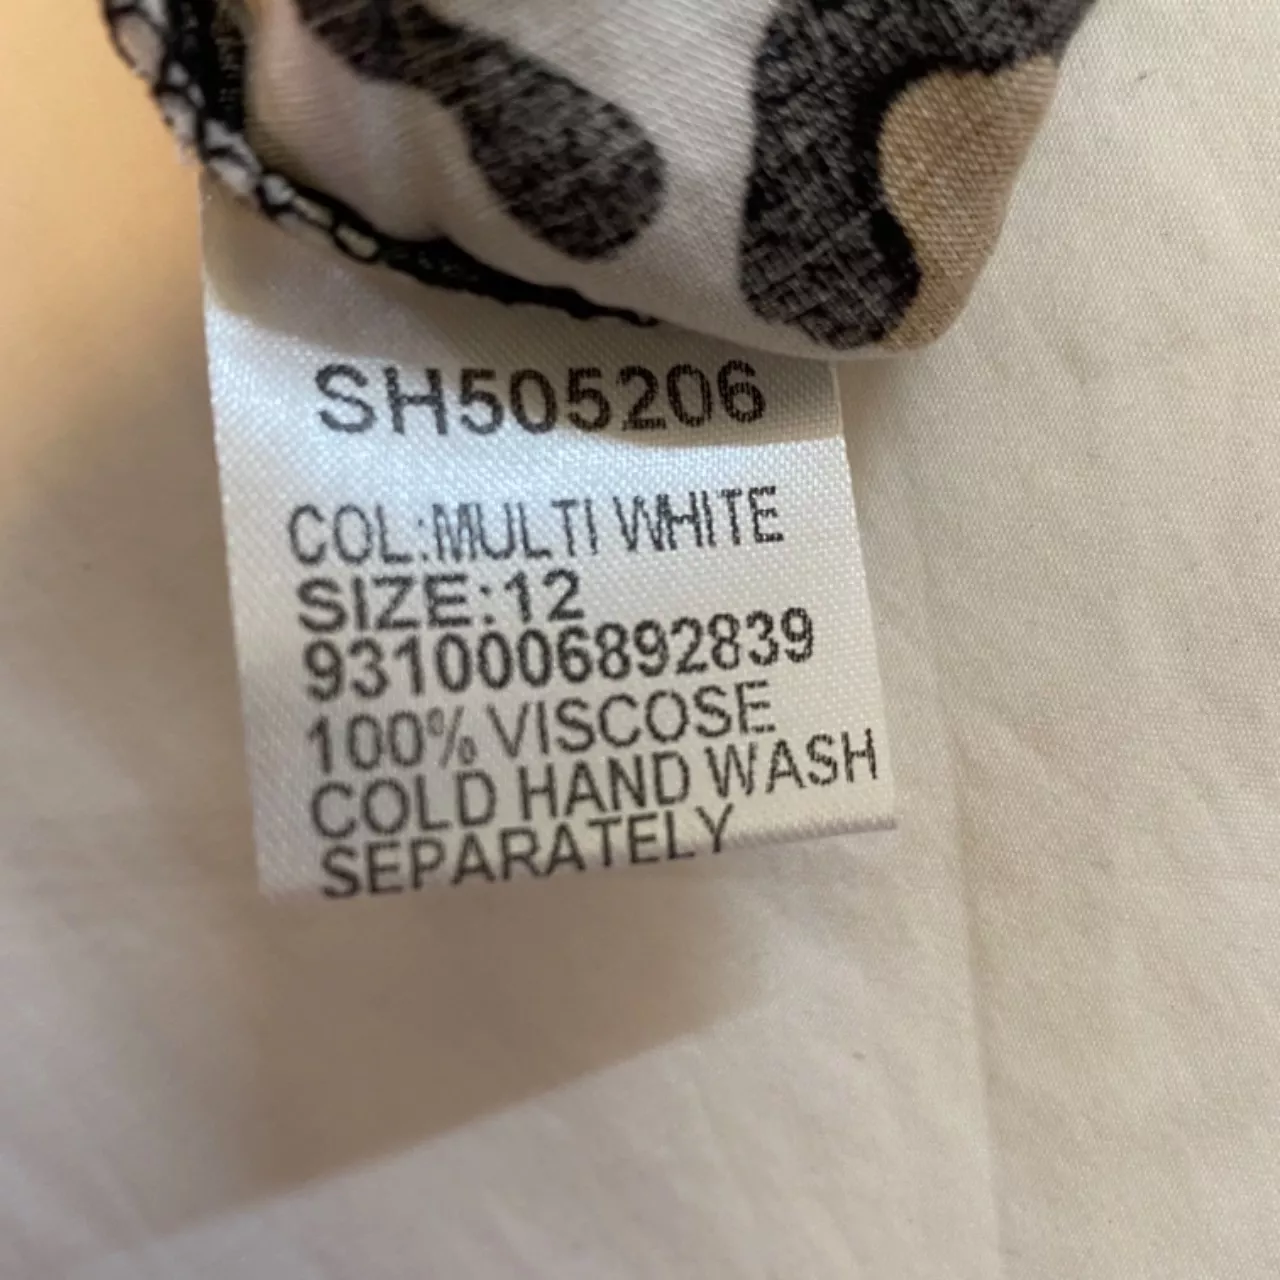 SH505206
COL:MULTI WHITE
SIZE:12
9310006892839
100% VISCOSE
COLD HAND WASH
SEPARATELY